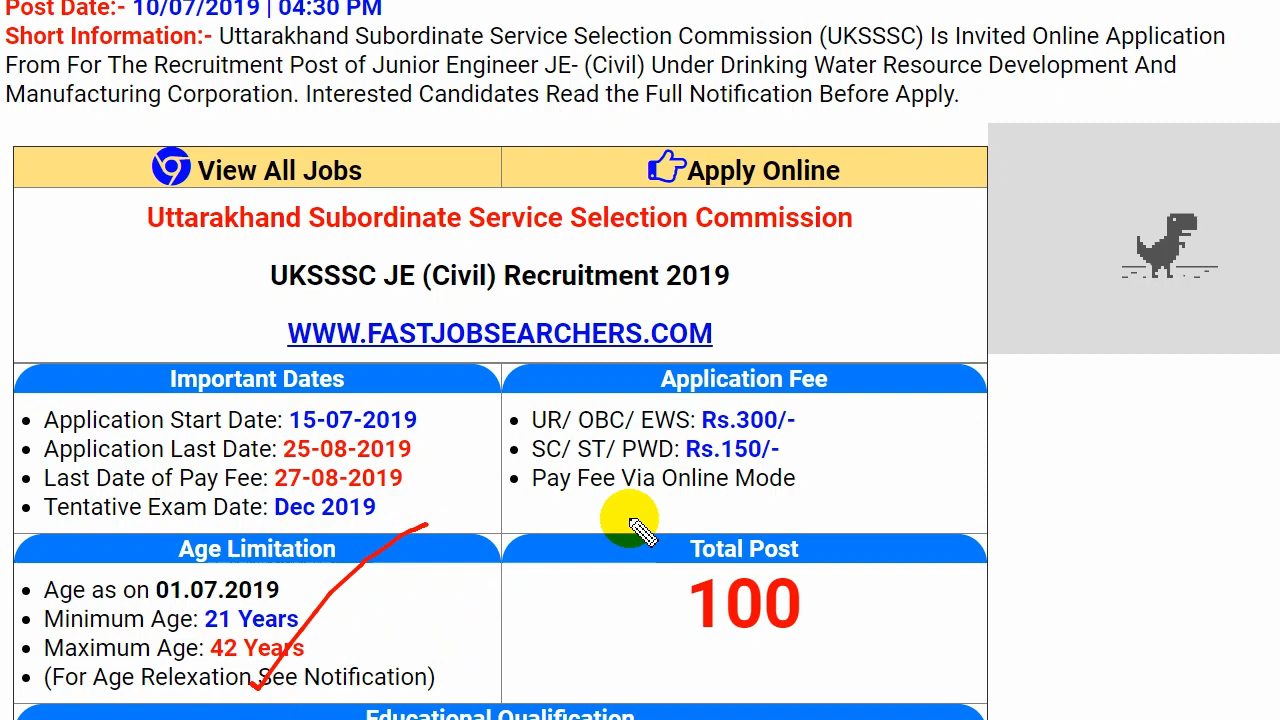 Post Date:- 10/07/2019 | 04:30 PM
Short Information:- Uttarakhand Subordinate Service Selection Commission (UKSSSC) Is Invited Online Application
From For The Recruitment Post of Junior Engineer JE- (Civil) Under Drinking Water Resource Development And
Manufacturing Corporation. Interested Candidates Read the Full Notification Before Apply.
View All Jobs
Apply Online
Uttarakhand Subordinate Service Selection Commission
UKSSSC JE (Civil) Recruitment 2019
WWW.FASTJOBSEARCHERS.COM
Important Dates
Application Start Date: 15-07-2019
Application Last Date: 25-08-2019
Last Date of Pay Fee: 27-08-2019
Tentative Exam Date: Dec 2019
Application Fee
UR/ OBC/ EWS: Rs.300/-
SC/ ST/ PWD: Rs.150/-
Pay Fee Via Online Mode
Age Limitation
Age as on 01.07.2019
Minimum Age: 21 Years
Maximum Age: 42 Years
(For Age Relexation See Notification)
Total Post
100
Educational Qualification